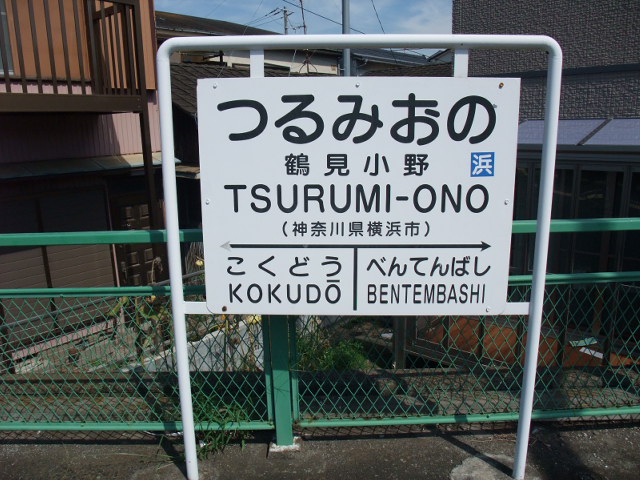 つるみおの
鶴見小野 浜
TSURUMI-ONO
(神奈川県横浜市)
こくどう べんてんばし
KOKUDŌ BENTEMBASHI